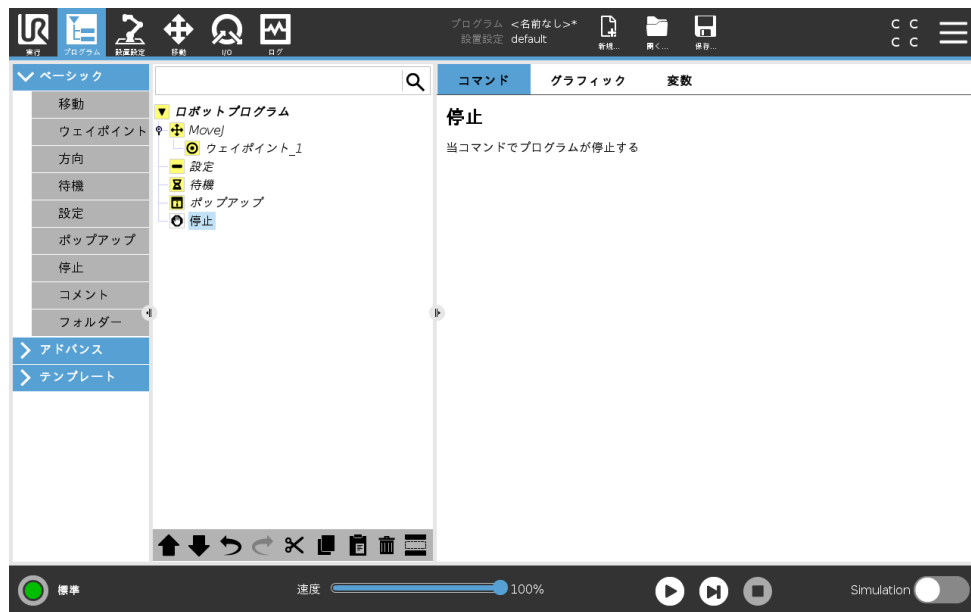 UR
実行
プログラム
設置設定
移動
I/O
ログ
プログラム <名前なし>*
設置設定 default
新規...
開く...
保存...
C C
C C
ベーシック
移動
ウェイポイント
方向
待機
設定
ポップアップ
停止
コメント
フォルダー
アドバンス
テンプレート
ロボットプログラム
MoveJ
ウェイポイント_1
設定
待機
ポップアップ
停止
コマンド グラフィック 変数
停止
当コマンドでプログラムが停止する
標準
速度 100%
Simulation